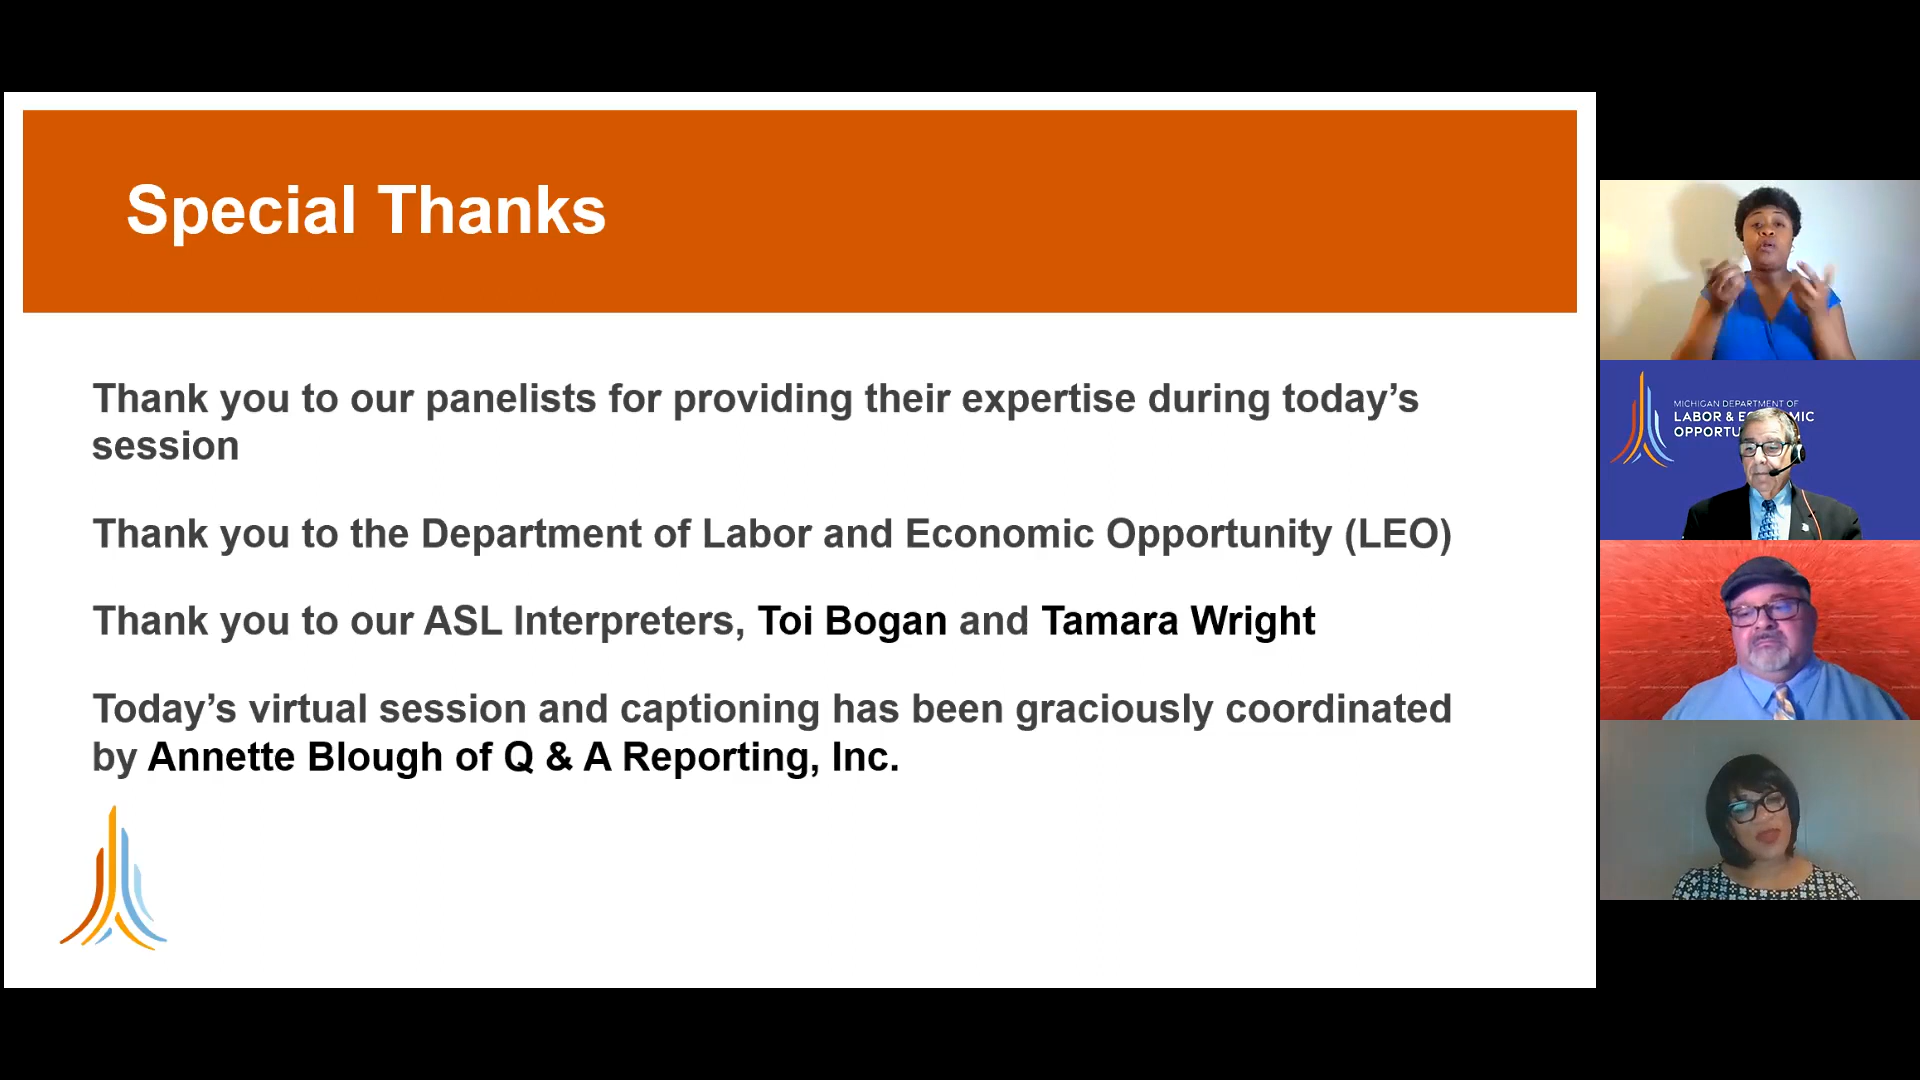 Special Thanks
Thank you to our panelists for providing their expertise during today’s
session
Thank you to the Department of Labor and Economic Opportunity (LEO)
Thank you to our ASL Interpreters, Toi Bogan and Tamara Wright
Today’s virtual session and captioning has been graciously coordinated
by Annette Blough of Q & A Reporting, Inc.
MICHIGAN DEPARTMENT OF
LABOR &